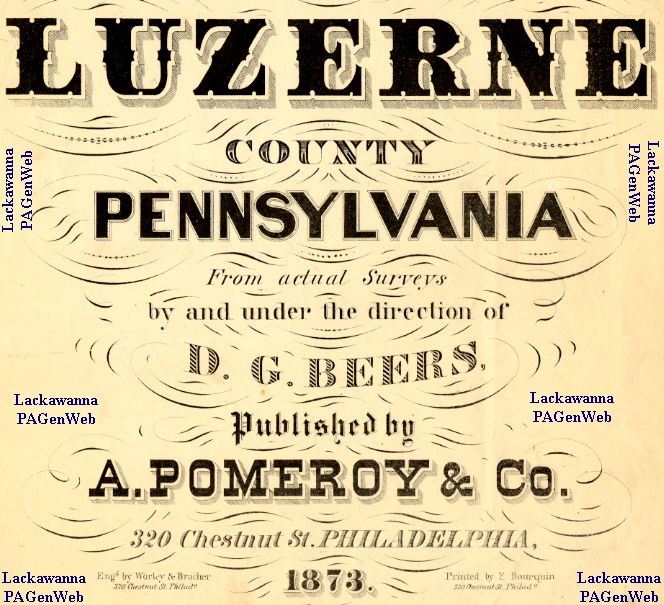 LUZERNE
COUNTY
PENNSYLVANIA
From actual Surveys
by and under the direction of
D. G. BEERS,
Published by
A. POMEROY & Co.
320 Chestnut St. PHILADELPHIA,
1873.
Engd. by Worley & Bracher
320 Chestnut St. Philada
Printed by F. Bourquin
320 Chestnut St. Philada
Lackawanna
PAGenWeb
Lackawanna
PAGenWeb
Lackawanna
PAGenWeb
Lackawanna
PAGenWeb
Lackawanna
PAGenWeb
Lackawanna
PAGenWeb